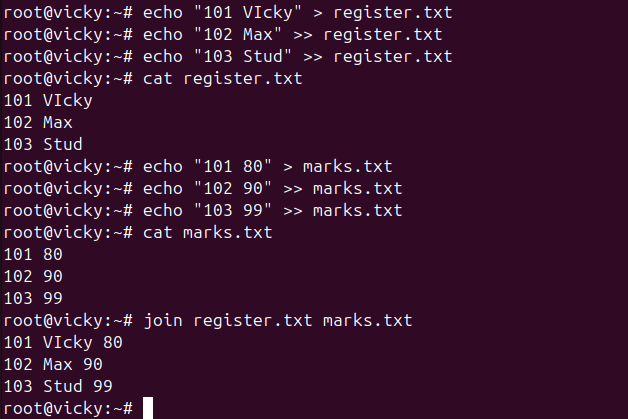 root@vicky:~# echo "101 VIcky" > register.txt
root@vicky:~# echo "102 Max" >> register.txt
root@vicky:~# echo "103 Stud" >> register.txt
root@vicky:~# cat register.txt
101 VIcky
102 Max
103 Stud
root@vicky:~# echo "101 80" > marks.txt
root@vicky:~# echo "102 90" >> marks.txt
root@vicky:~# echo "103 99" >> marks.txt
root@vicky:~# cat marks.txt
101 80
102 90
103 99
root@vicky:~# join register.txt marks.txt
101 VIcky 80
102 Max 90
103 Stud 99
root@vicky:~#